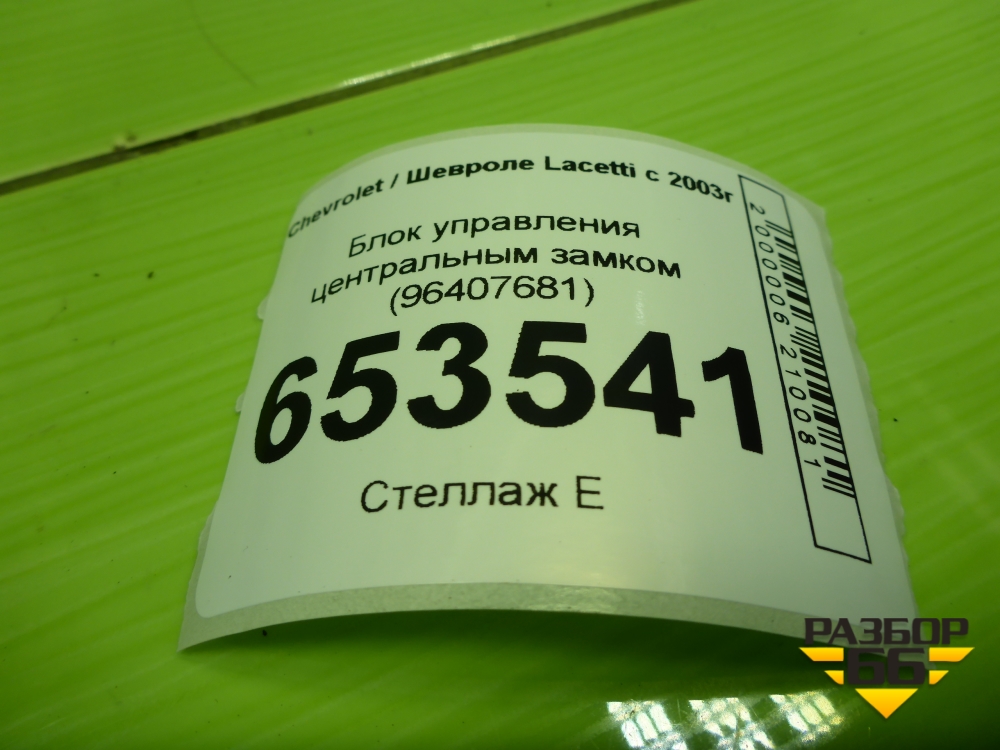 Chevrolet / Шевроле Lacetti с 2003г
Блок управления
центральным замком
(96407681)
653541
Стеллаж Е
2000006210081
РАЗБОР
66